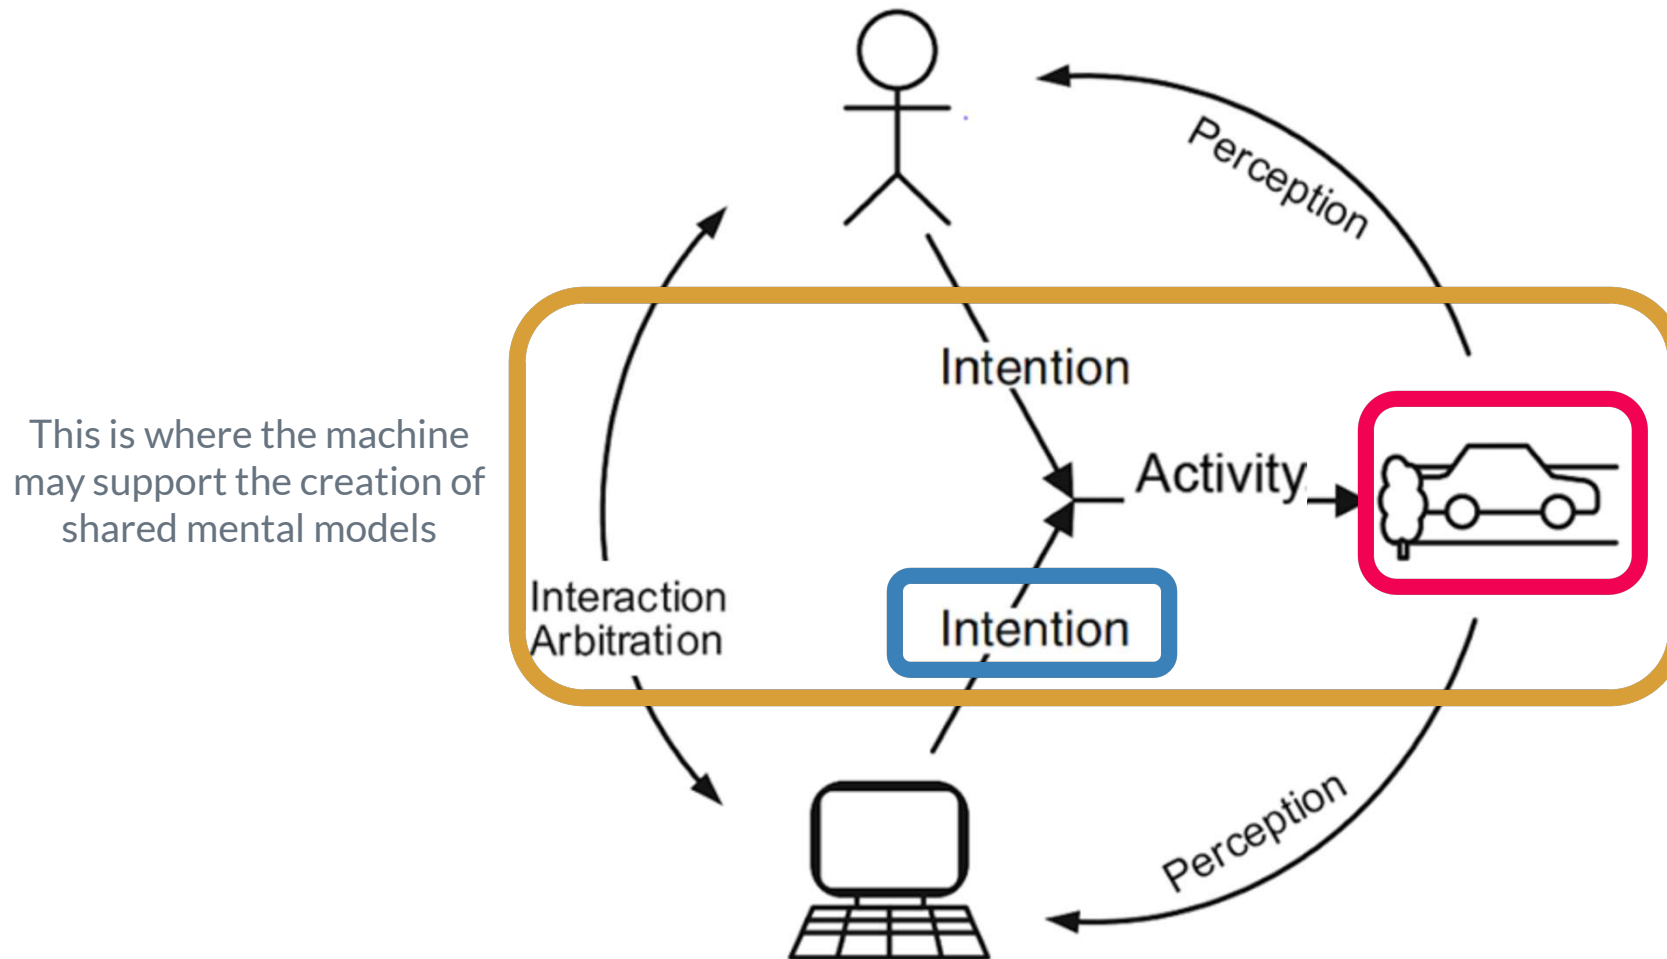 Perception
Intention
This is where the machine
may support the creation of
shared mental models
Activity
Interaction
Arbitration
Intention
Perception